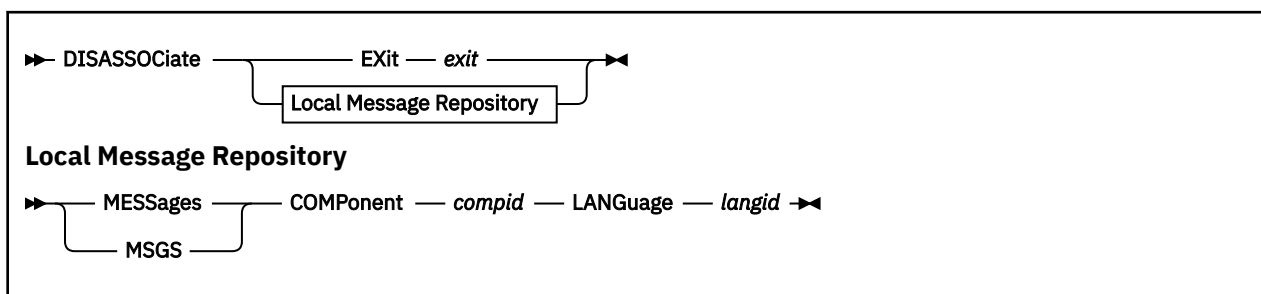 DISASSOCiate EXit exit
Local Message Repository
Local Message Repository
MESSages COMPonent compid LANGuage langid
MSGS